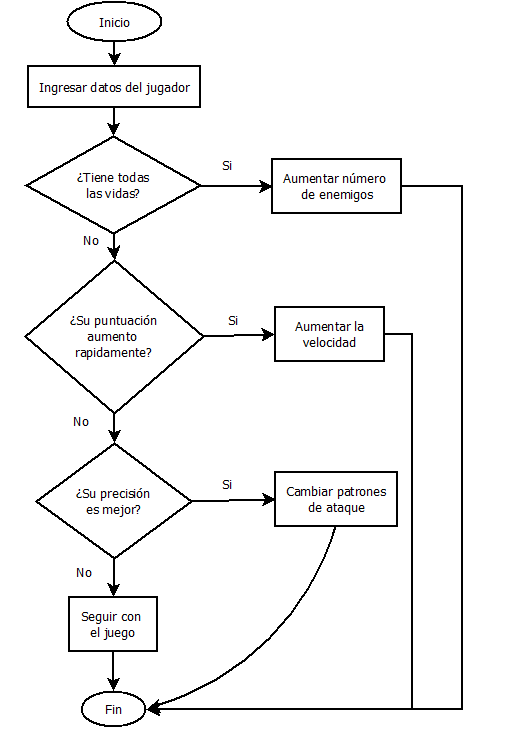 Inicio
Ingresar datos del jugador
¿Tiene todas
las vidas?
Si
Aumentar número
de enemigos
No
¿Su puntuación
aumento
rapidamente?
Si
Aumentar la
velocidad
No
¿Su precisión
es mejor?
Si
Cambiar patrones
de ataque
No
Seguir con
el juego
Fin